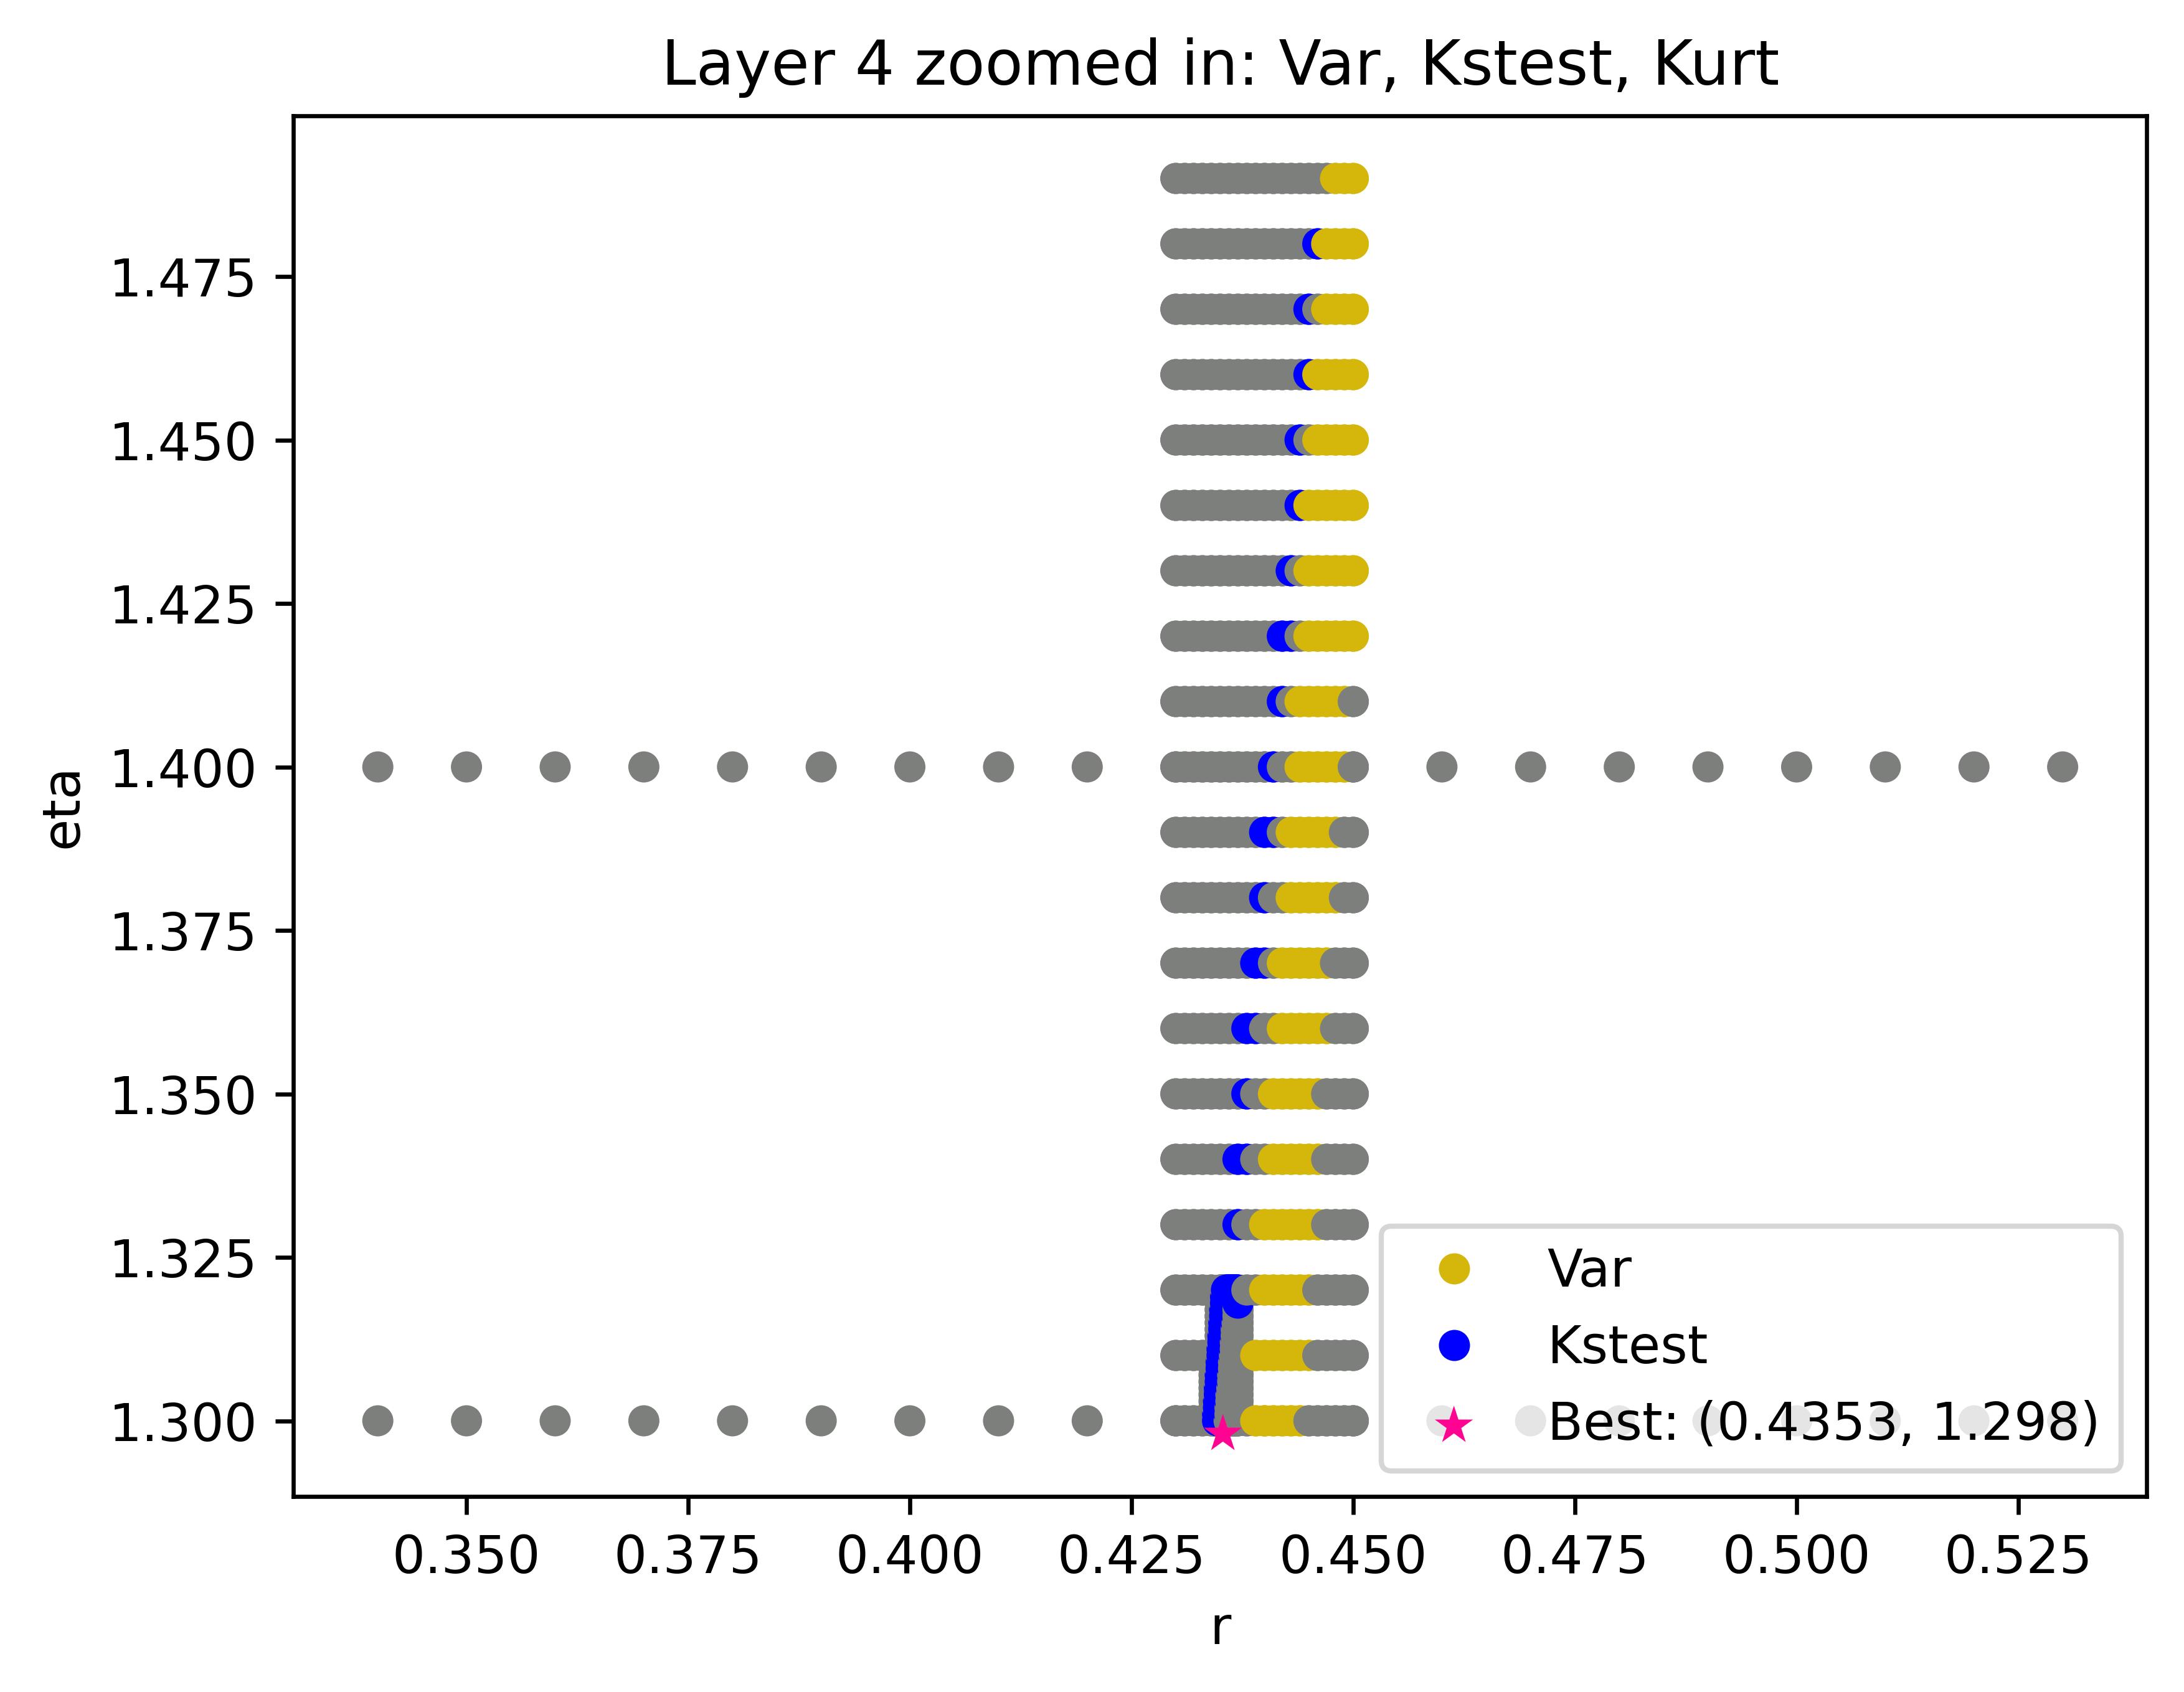 Layer 4 zoomed in: Var, Kstest, Kurt
eta
1.475
1.450
1.425
1.400
1.375
1.350
1.325
1.300
Var
Kstest
Best: (0.4353, 1.298)
0.350 0.375 0.400 0.425 0.450 0.475 0.500 0.525
r